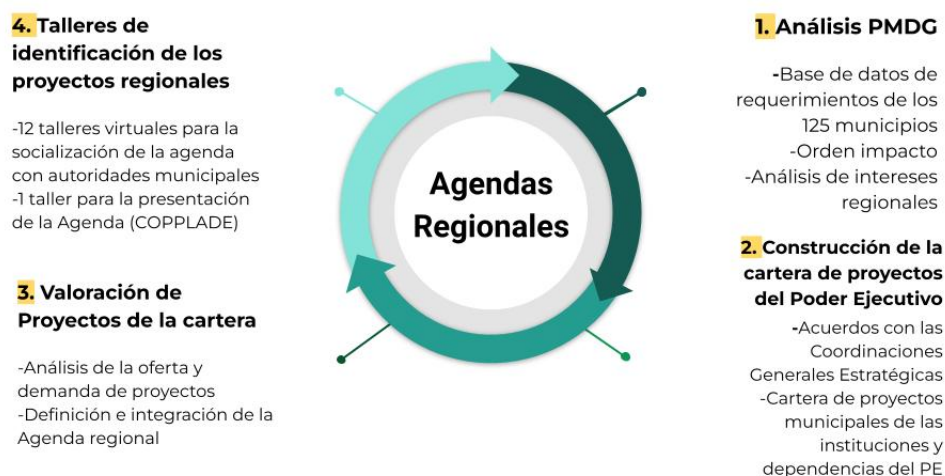 4. Talleres de
identificación de los
proyectos regionales
-12 talleres virtuales para la
socialización de la agenda
con autoridades municipales
-1 taller para la presentación
de la Agenda (COPPLADE)
3. Valoración de
Proyectos de la cartera
-Análisis de la oferta y
demanda de proyectos
-Definición e integración de la
Agenda regional
Agendas
Regionales
1. Análisis PMDG
-Base de datos de
requerimientos de los
125 municipios
-Orden impacto
-Análisis de intereses
regionales
2. Construcción de la
cartera de proyectos
del Poder Ejecutivo
-Acuerdos con las
Coordinaciones
Generales Estratégicas
-Cartera de proyectos
municipales de las
instituciones y
dependencias del PE